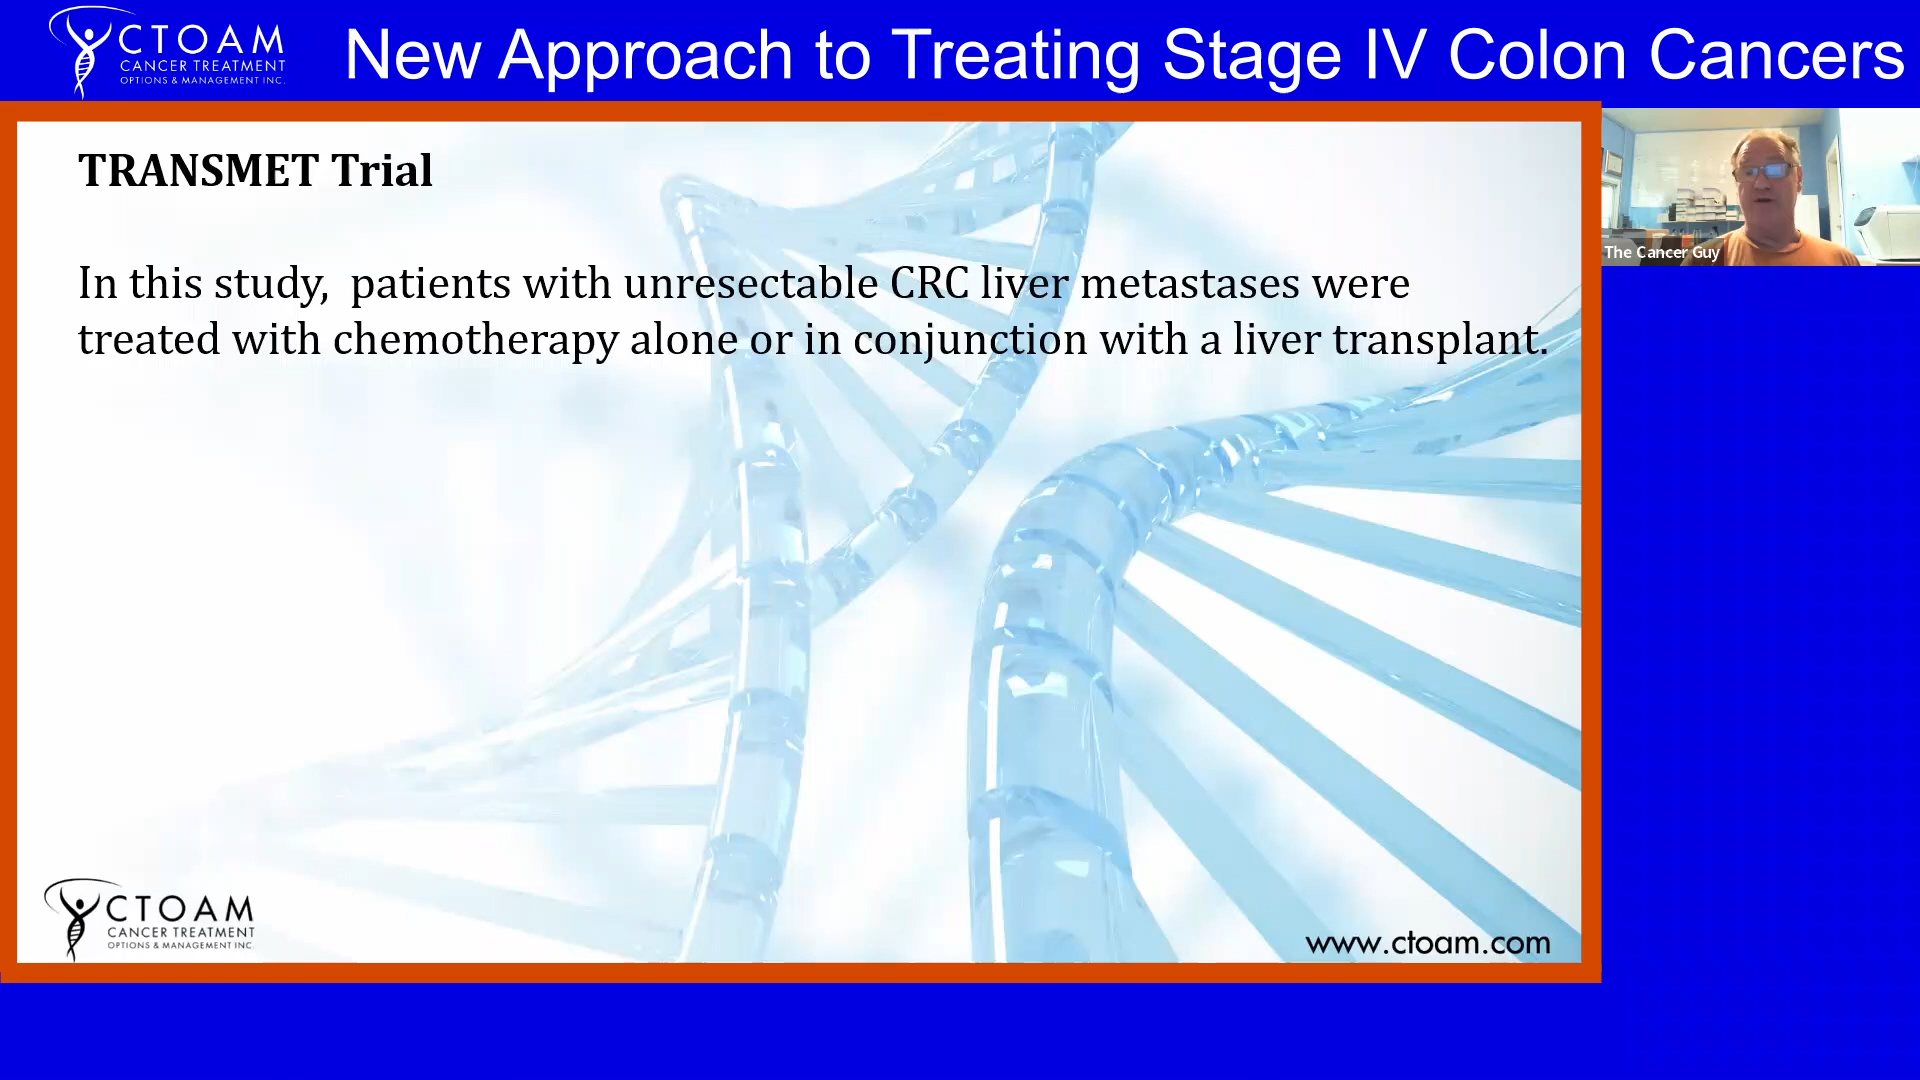 CTOAM
CANCER TREATMENT
OPTIONS & MANAGEMENT INC.
New Approach to Treating Stage IV Colon Cancers
TRANSMET Trial
In this study,  patients with unresectable CRC liver metastases were
treated with chemotherapy alone or in conjunction with a liver transplant.
The Cancer Guy
CTOAM
CANCER TREATMENT
OPTIONS & MANAGEMENT INC.
www.ctoam.com